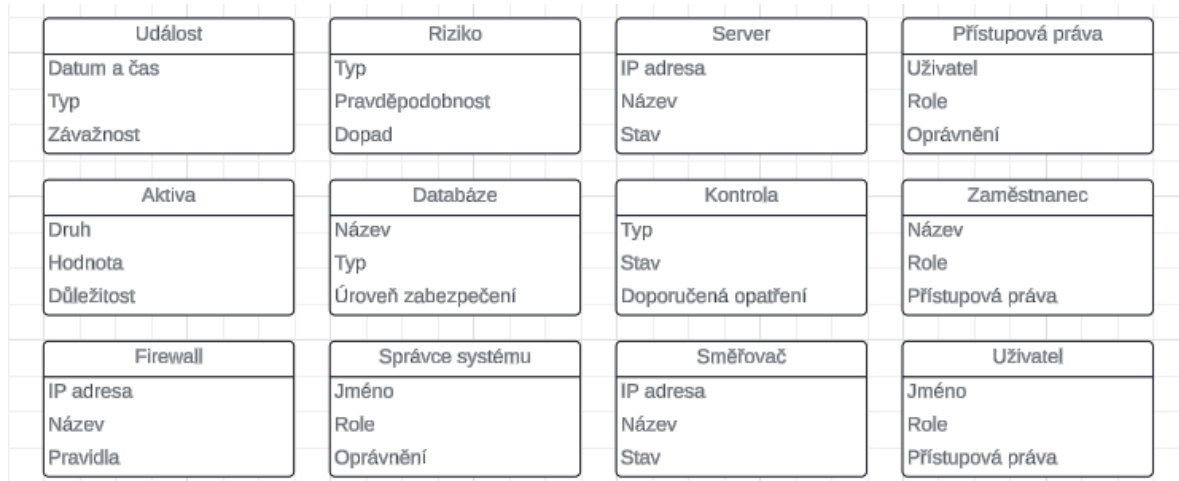 Událost
Datum a čas
Typ
Závažnost
Riziko
Typ
Pravděpodobnost
Dopad
Server
IP adresa
Název
Stav
Přístupová práva
Uživatel
Role
Oprávnění
Aktiva
Druh
Hodnota
Důležitost
Databáze
Název
Typ
Úroveň zabezpečení
Kontrola
Typ
Stav
Doporučená opatření
Zaměstnanec
Název
Role
Přístupová práva
Firewall
IP adresa
Název
Pravidla
Správce systému
Jméno
Role
Oprávnění
Směřovač
IP adresa
Název
Stav
Uživatel
Jméno
Role
Přístupová práva